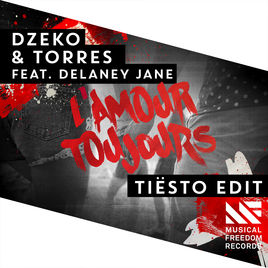 DZEKO
& TORRES
FEAT. DELANEY JANE
L'AMOUR
TOUJOURS
TIËSTO EDIT
MUSICAL
FREEDOM
RECORDS